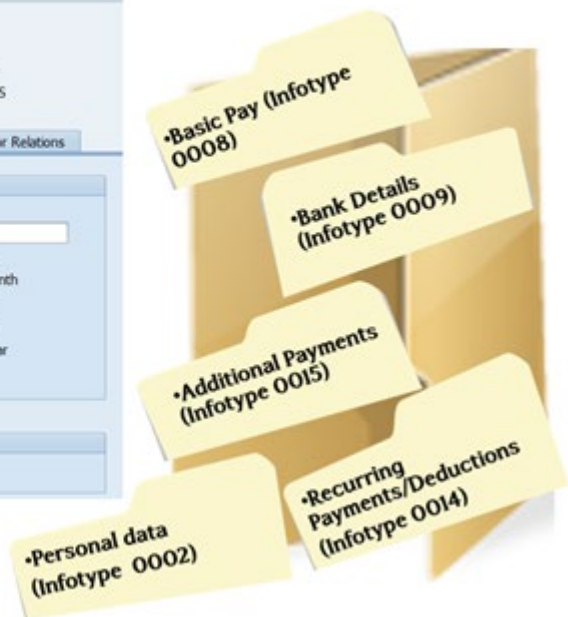 r Relations
•Basic Pay (Infotype
0008)
•Bank Details
(Infotype 0009)
•Additional Payments
(Infotype 0015)
•Recurring
Payments/Deductions
(Infotype 0014)
•Personal data
(Infotype 0002)